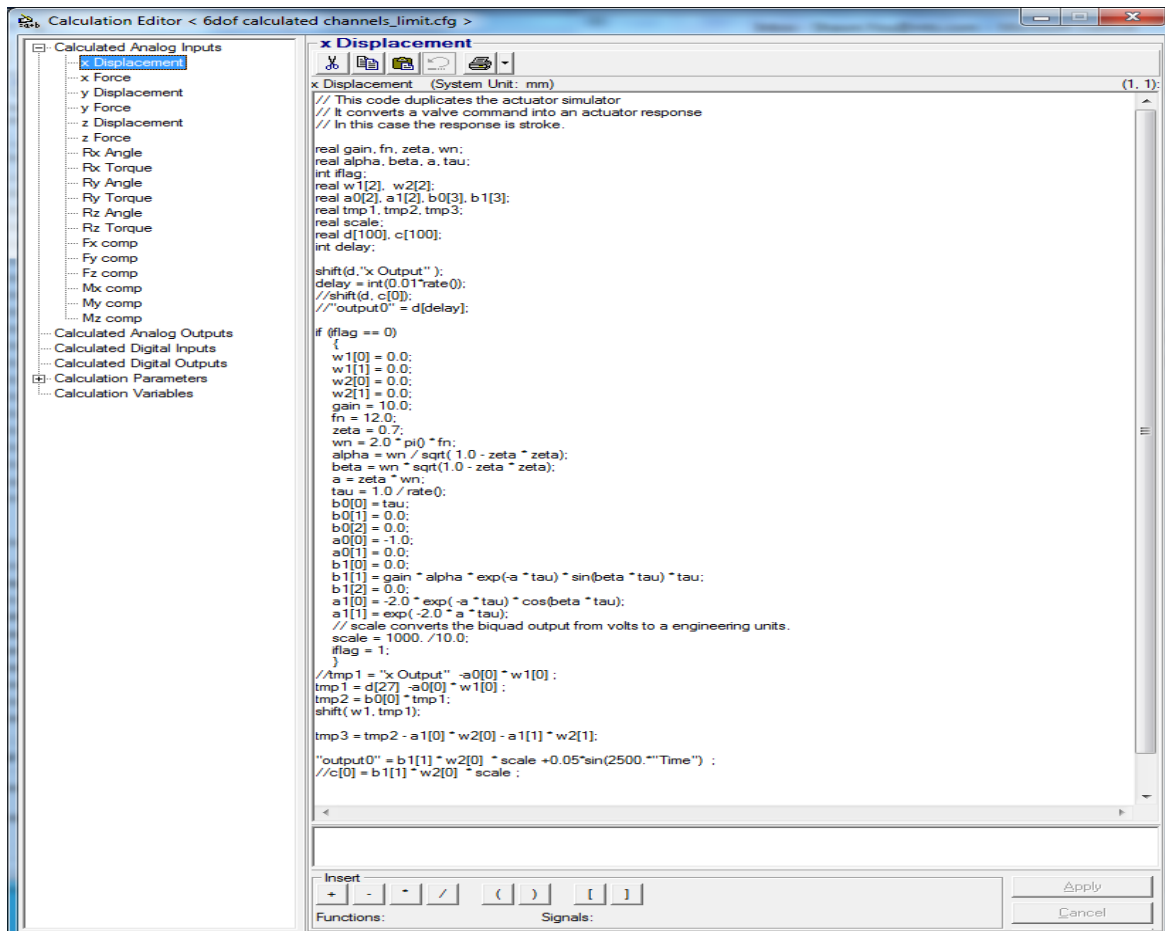 Calculation Editor < 6dof calculated channels_limit.cfg >
Calculated Analog Inputs
x Displacement
x Force
y Displacement
y Force
z Displacement
z Force
Rx Angle
Rx Torque
Ry Angle
Ry Torque
Rz Angle
Rz Torque
Fx comp
Fy comp
Fz comp
Mx comp
My comp
Mz comp
Calculated Analog Outputs
Calculated Digital Inputs
Calculated Digital Outputs
Calculation Parameters
Calculation Variables
x Displacement
x Displacement (System Unit: mm) (1, 1):
// This code duplicates the actuator simulator
// It converts a valve command into an actuator response
// In this case the response is stroke.
real gain, fn, zeta, wn;
real alpha, beta, a, tau;
int iflag;
real w1[2], w2[2];
real a0[2], a1[2], b0[3], b1[3];
real tmp1, tmp2, tmp3;
real scale;
real d[100], c[100];
int delay;
shift(d,"x Output" );
delay = int(0.01*rate());
//shift(d, c[0]);
//"output0" = d[delay];
if (iflag == 0)
{
w1[0] = 0.0;
w1[1] = 0.0;
w2[0] = 0.0;
w2[1] = 0.0;
gain = 10.0;
fn = 12.0;
zeta = 0.7;
wn = 2.0 * pi() * fn;
alpha = wn / sqrt( 1.0 - zeta * zeta);
beta = wn * sqrt(1.0 - zeta * zeta);
a = zeta * wn;
tau = 1.0 / rate();
b0[0] = tau;
b0[1] = 0.0;
b0[2] = 0.0;
a0[0] = -1.0;
a0[1] = 0.0;
b1[0] = 0.0;
b1[1] = gain * alpha * exp(-a * tau) * sin(beta * tau) * tau;
b1[2] = 0.0;
a1[0] = -2.0 * exp( -a * tau) * cos(beta * tau);
a1[1] = exp( -2.0 * a * tau);
// scale converts the biquad output from volts to a engineering units.
scale = 1000. /10.0;
iflag = 1;
}
//tmp1 = "x Output" -a0[0] * w1[0] ;
tmp1 = d[27] -a0[0] * w1[0] ;
tmp2 = b0[0] * tmp1;
shift( w1, tmp1);
tmp3 = tmp2 - a1[0] * w2[0] - a1[1] * w2[1];
"output0" = b1[1] * w2[0] * scale +0.05*sin(2500.*"Time") ;
//c[0] = b1[1] * w2[0] * scale ;
Insert
+ - * / ( ) [ ]
Functions: Signals:
Apply
Cancel